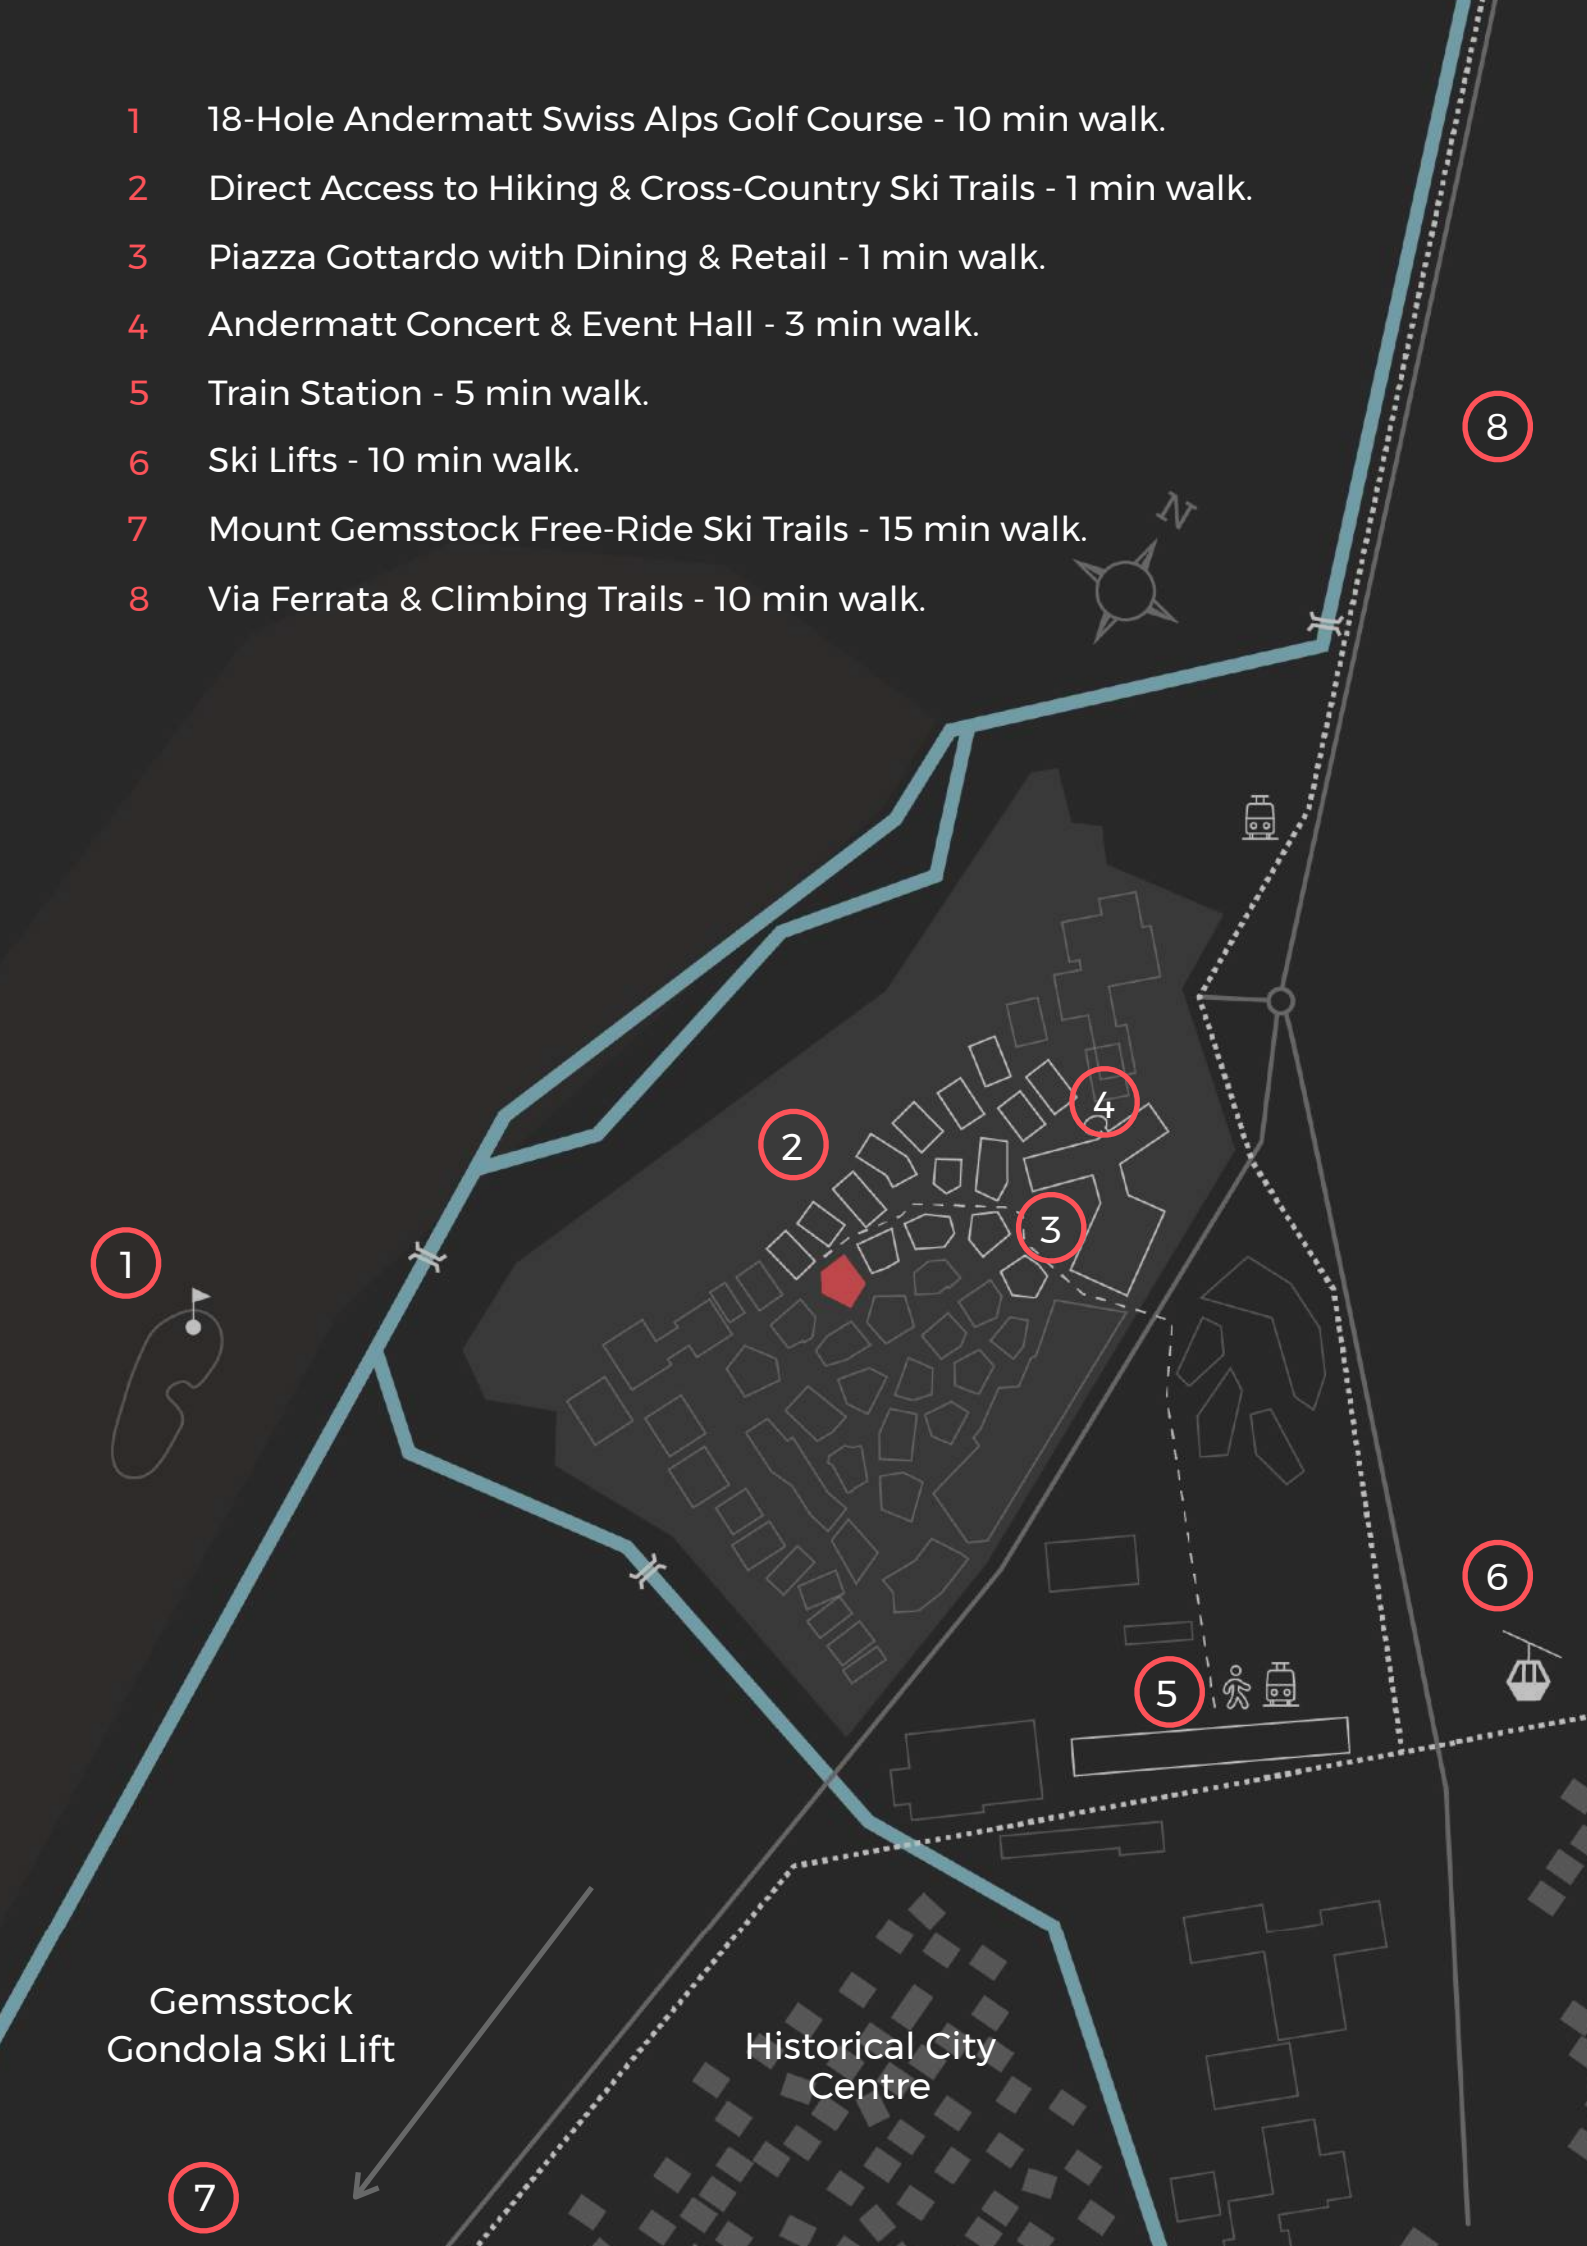 1 18-Hole Andermatt Swiss Alps Golf Course - 10 min walk.
2 Direct Access to Hiking & Cross-Country Ski Trails - 1 min walk.
3 Piazza Gottardo with Dining & Retail - 1 min walk.
4 Andermatt Concert & Event Hall - 3 min walk.
5 Train Station - 5 min walk.
6 Ski Lifts - 10 min walk.
7 Mount Gemsstock Free-Ride Ski Trails - 15 min walk.
8 Via Ferrata & Climbing Trails - 10 min walk.
8
N
4
2
3
1
6
5
Gemsstock
Gondola Ski Lift
Historical City
Centre
7